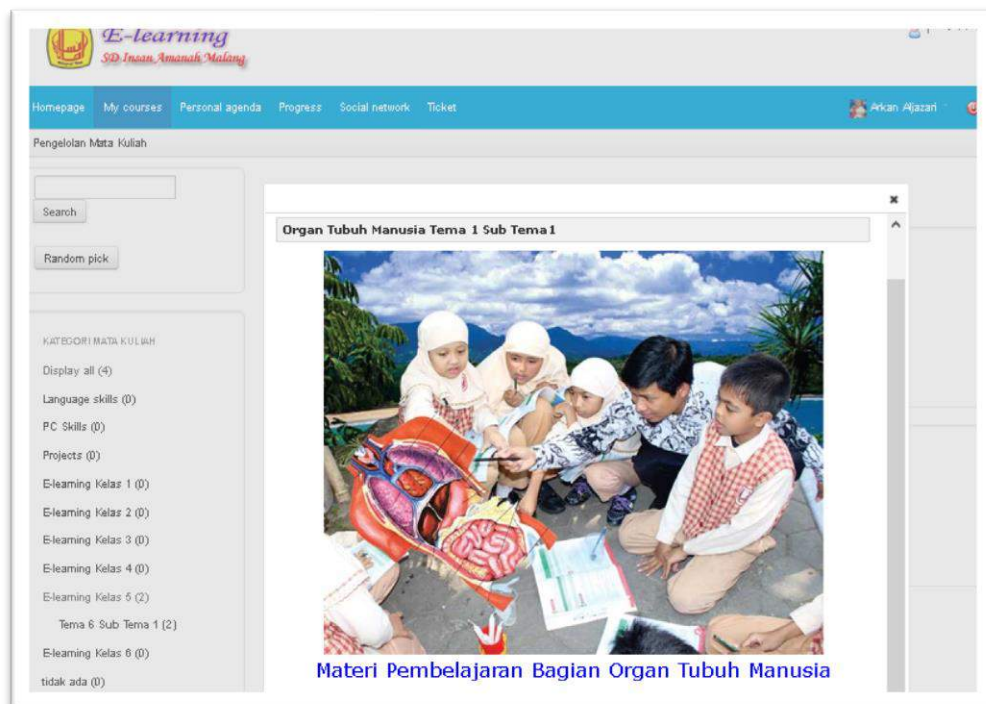 E-learning
SD Insan Amanah Malang
Homepage My courses Personal agenda Progress Social network Ticket Arkan Aljazari
Pengelolan Mata Kuliah
Search
Random pick
Organ Tubuh Manusia Tema 1 Sub Tema1
KATEGORI MATA KULIAH
Display all (4)
Language skills (0)
PC Skills (0)
Projects (0)
E-learning Kelas 1 (0)
E-learning Kelas 2 (0)
E-learning Kelas 3 (0)
E-learning Kelas 4 (0)
E-learning Kelas 5 (2)
Tema 6 Sub Tema 1 (2)
E-learning Kelas 6 (0)
tidak ada (0)
Materi Pembelajaran Bagian Organ Tubuh Manusia